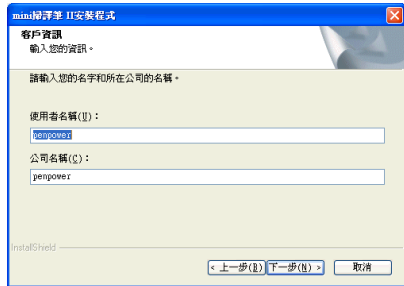 mini掃譯筆 II安裝程式
客戶資訊
輸入您的資訊。
請輸入您的名字和所在公司的名稱。
使用者名稱(U)：
penpower
公司名稱(C)：
penpower
InstallShield
< 上一步(B) 下一步(N) > 取消